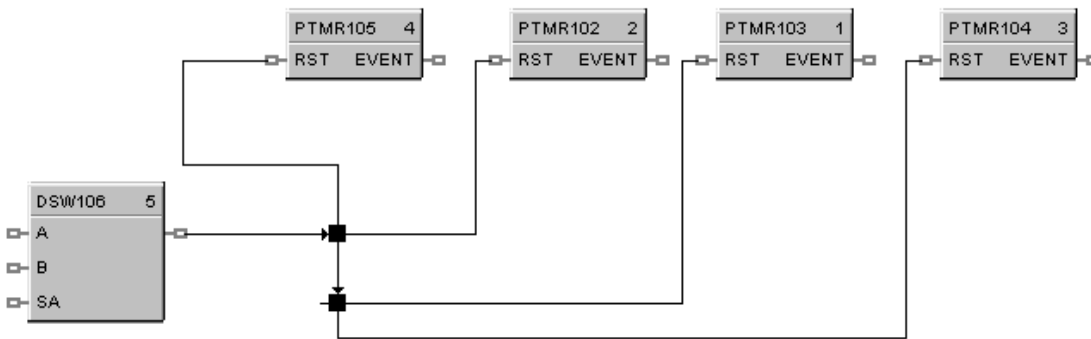 PTMR105 4
RST EVENT
PTMR102 2
RST EVENT
PTMR103 1
RST EVENT
PTMR104 3
RST EVENT
DSW106 5
A
B
SA